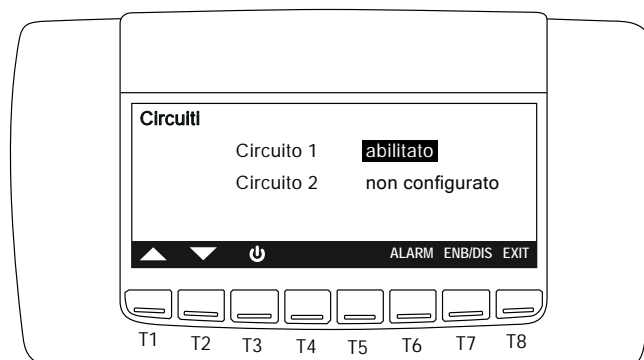 Circuiti
Circuito 1 abilitato
Circuito 2 non configurato
ALARM ENB/DIS EXIT
T1 T2 T3 T4 T5 T6 T7 T8